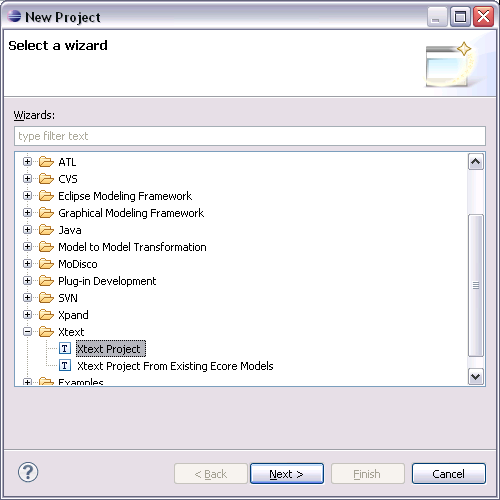 New Project
Select a wizard
Wizards:
type filter text
ATL
CVS
Eclipse Modeling Framework
Graphical Modeling Framework
Java
Model to Model Transformation
MoDisco
Plug-in Development
SVN
Xpand
Xtext
Xtext Project
Xtext Project From Existing Ecore Models
Examples
< Back Next > Finish Cancel